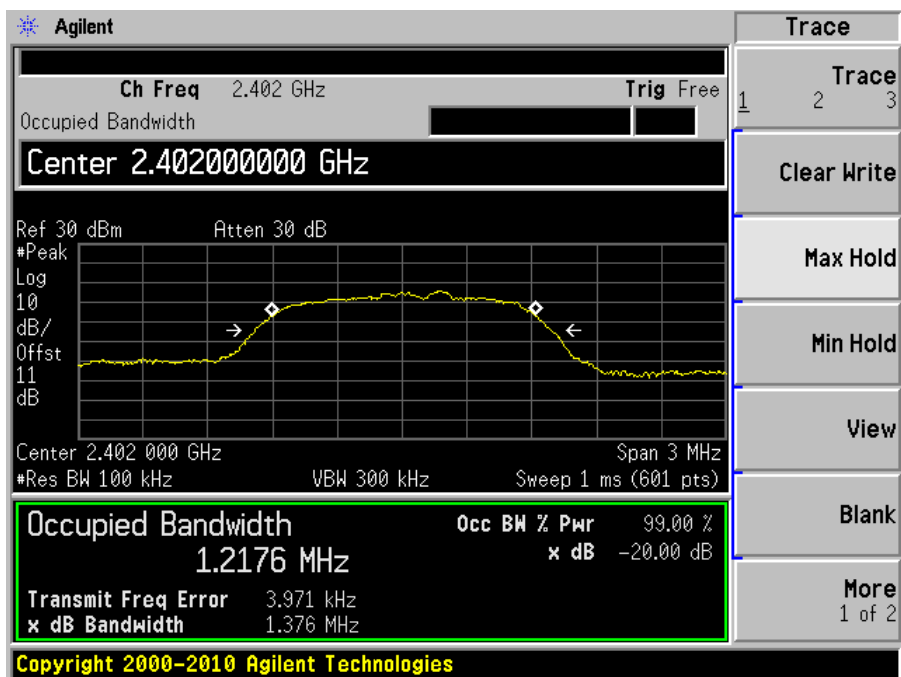 Agilent
Trace
Ch Freq 2.402 GHz Trig Free
Occupied Bandwidth
Center 2.402000000 GHz
Ref 30 dBm Atten 30 dB
#Peak
Log
10
dB/
Offst
11
dB
Center 2.402 000 GHz Span 3 MHz
#Res BW 100 kHz VBW 300 kHz Sweep 1 ms (601 pts)
Occupied Bandwidth
1.2176 MHz
Occ BW % Pwr 99.00 %
x dB -20.00 dB
Transmit Freq Error 3.971 kHz
x dB Bandwidth 1.376 MHz
Trace
1 2 3
Clear Write
Max Hold
Min Hold
View
Blank
More
1 of 2
Copyright 2000-2010 Agilent Technologies